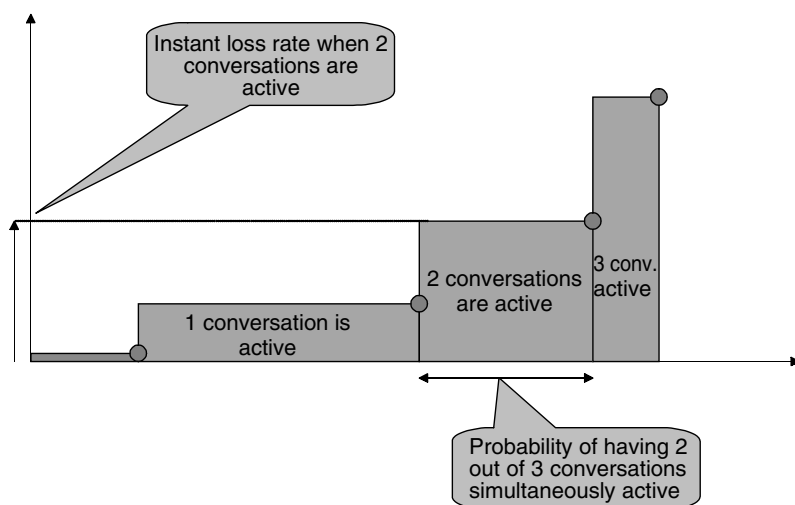 Instant loss rate when 2
conversations are
active
3 conv.
active
2 conversations
are active
1 conversation is
active
Probability of having 2
out of 3 conversations
simultaneously active